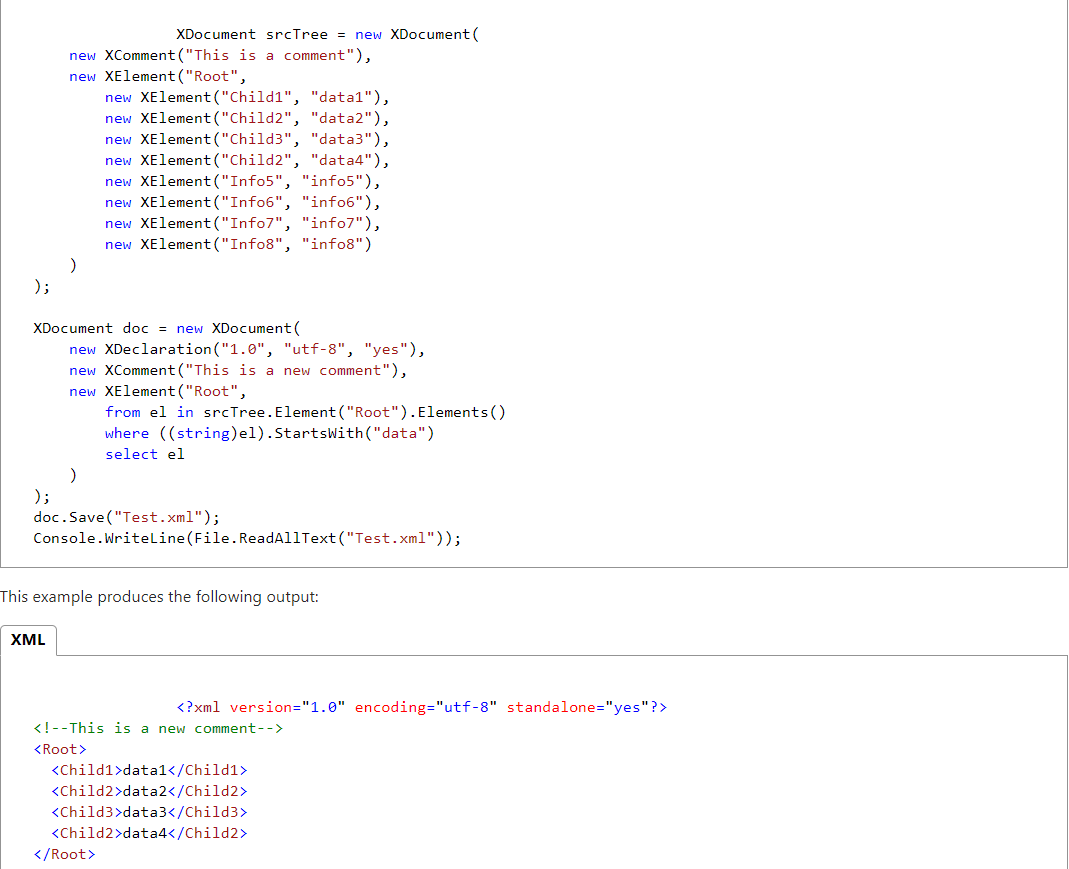 XDocument srcTree = new XDocument(
new XComment("This is a comment"),
new XElement("Root",
new XElement("Child1", "data1"),
new XElement("Child2", "data2"),
new XElement("Child3", "data3"),
new XElement("Child2", "data4"),
new XElement("Info5", "info5"),
new XElement("Info6", "info6"),
new XElement("Info7", "info7"),
new XElement("Info8", "info8")
)
);
XDocument doc = new XDocument(
new XDeclaration("1.0", "utf-8", "yes"),
new XComment("This is a new comment"),
new XElement("Root",
from el in srcTree.Element("Root").Elements()
where ((string)el).StartsWith("data")
select el
)
);
doc.Save("Test.xml");
Console.WriteLine(File.ReadAllText("Test.xml"));
This example produces the following output:
XML
<?xml version="1.0" encoding="utf-8" standalone="yes"?>
<!--This is a new comment-->
<Root>
<Child1>data1</Child1>
<Child2>data2</Child2>
<Child3>data3</Child3>
<Child2>data4</Child2>
</Root>